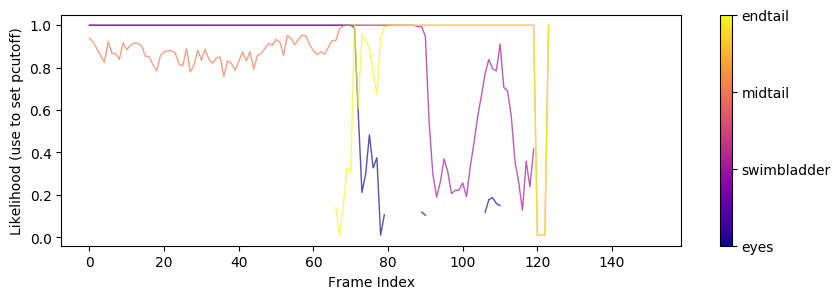 Likelihood (use to set pcutoff)
1.0
0.8
0.6
0.4
0.2
0.0
0
20
40
60
80
100
120
140
Frame Index
endtail
midtail
swimbladder
eyes